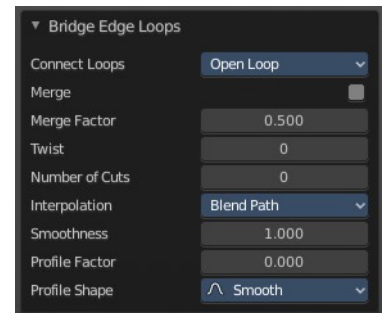 Bridge Edge Loops
Connect Loops Open Loop
Merge
Merge Factor 0.500
Twist 0
Number of Cuts 0
Interpolation Blend Path
Smoothness 1.000
Profile Factor 0.000
Profile Shape Smooth